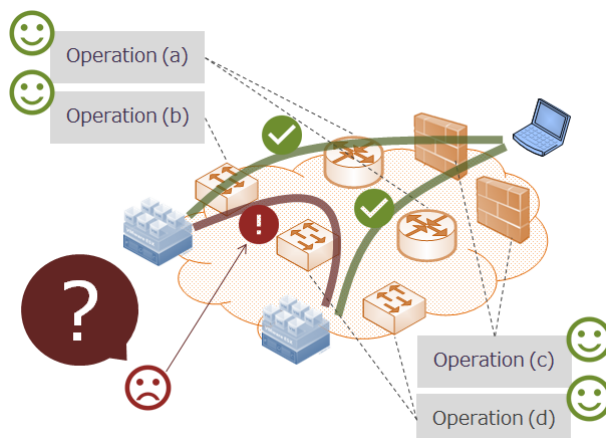 Operation (a)
Operation (b)
!
?
Operation (c)
Operation (d)